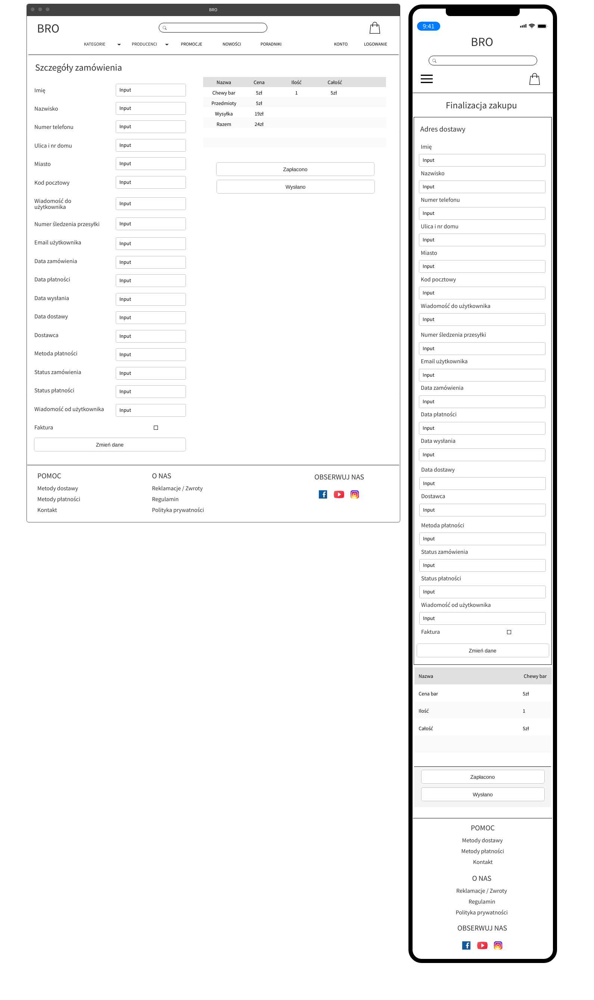 BRO
BRO
KATEGORIE PRODUCENCI PROMOCJE NOWOŚCI PORADNIKI KONTO LOGOWANIE
Szczegóły zamówienia
Imię Input
Nazwisko Input
Numer telefonu Input
Ulica i nr domu Input
Miasto Input
Kod pocztowy Input
Wiadomość do
użytkownika Input
Numer śledzenia przesyłki Input
Email użytkownika Input
Data zamówienia Input
Data płatności Input
Data wysłania Input
Data dostawy Input
Dostawca Input
Metoda płatności Input
Status zamówienia Input
Status płatności Input
Wiadomość od użytkownika Input
Faktura
Zmień dane
Nazwa Cena Ilość Całość
Chewy bar 5zł 1 5zł
Przedmioty 5zł
Wysyłka 19zł
Razem 24zł
Zapłacono
Wysłano
POMOC
Metody dostawy
Metody płatności
Kontakt
O NAS
Reklamacje / Zwroty
Regulamin
Polityka prywatności
OBSERWUJ NAS
9:41
BRO
Finalizacja zakupu
Adres dostawy
Imię
Input
Nazwisko
Input
Numer telefonu
Input
Ulica i nr domu
Input
Miasto
Input
Kod pocztowy
Input
Wiadomość do użytkownika
Input
Numer śledzenia przesyłki
Input
Email użytkownika
Input
Data zamówienia
Input
Data płatności
Input
Data wysłania
Input
Data dostawy
Input
Dostawca
Input
Metoda płatności
Input
Status zamówienia
Input
Status płatności
Input
Wiadomość od użytkownika
Input
Faktura
Zmień dane
Nazwa Chewy bar
Cena bar 5zł
Ilość 1
Całość 5zł
Zapłacono
Wysłano
POMOC
Metody dostawy
Metody płatności
Kontakt
O NAS
Reklamacje / Zwroty
Regulamin
Polityka prywatności
OBSERWUJ NAS